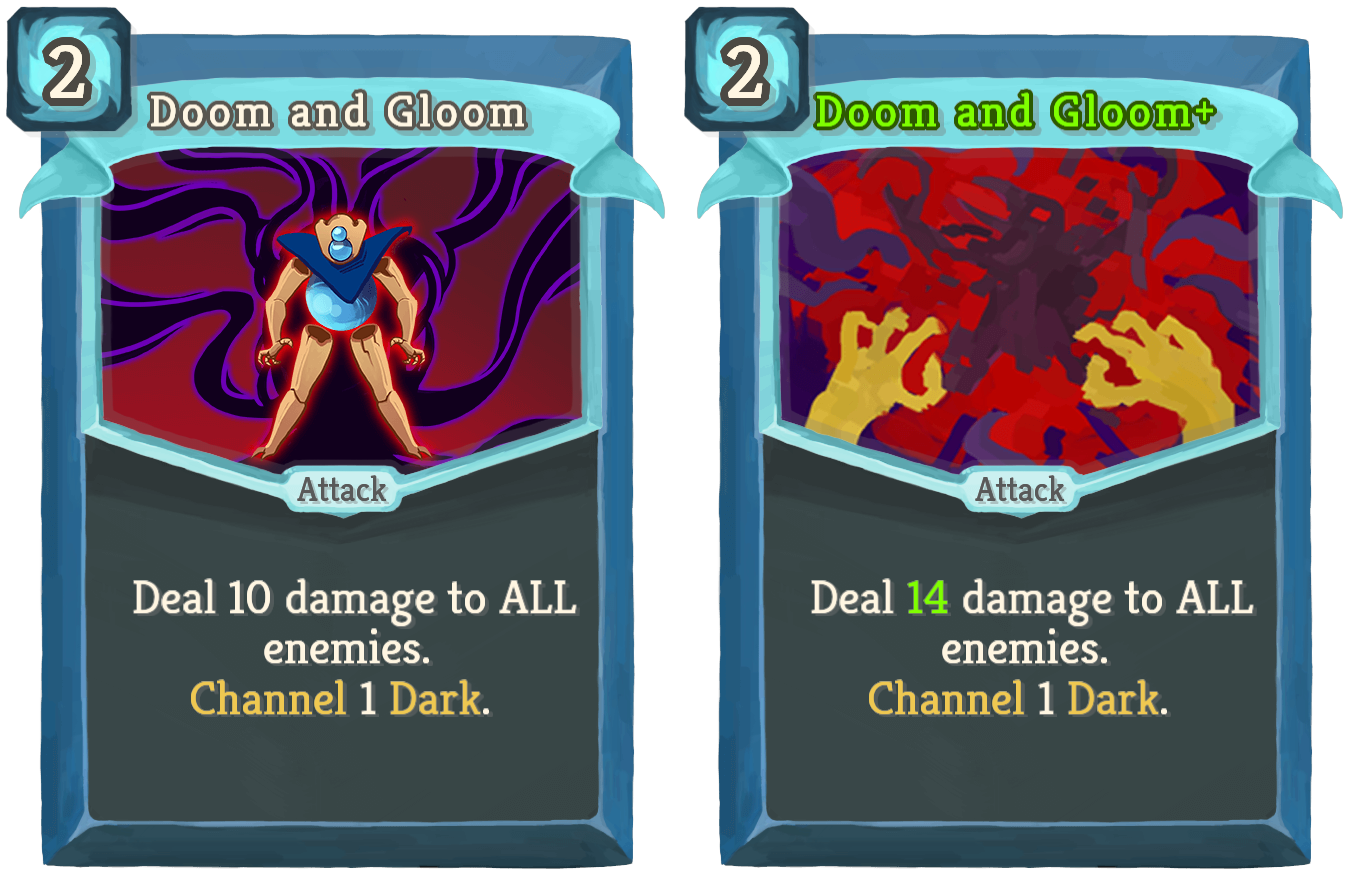 2
Doom and Gloom
Attack
Deal 10 damage to ALL
enemies.
Channel 1 Dark.
2
Doom and Gloom+
Attack
Deal 14 damage to ALL
enemies.
Channel 1 Dark.